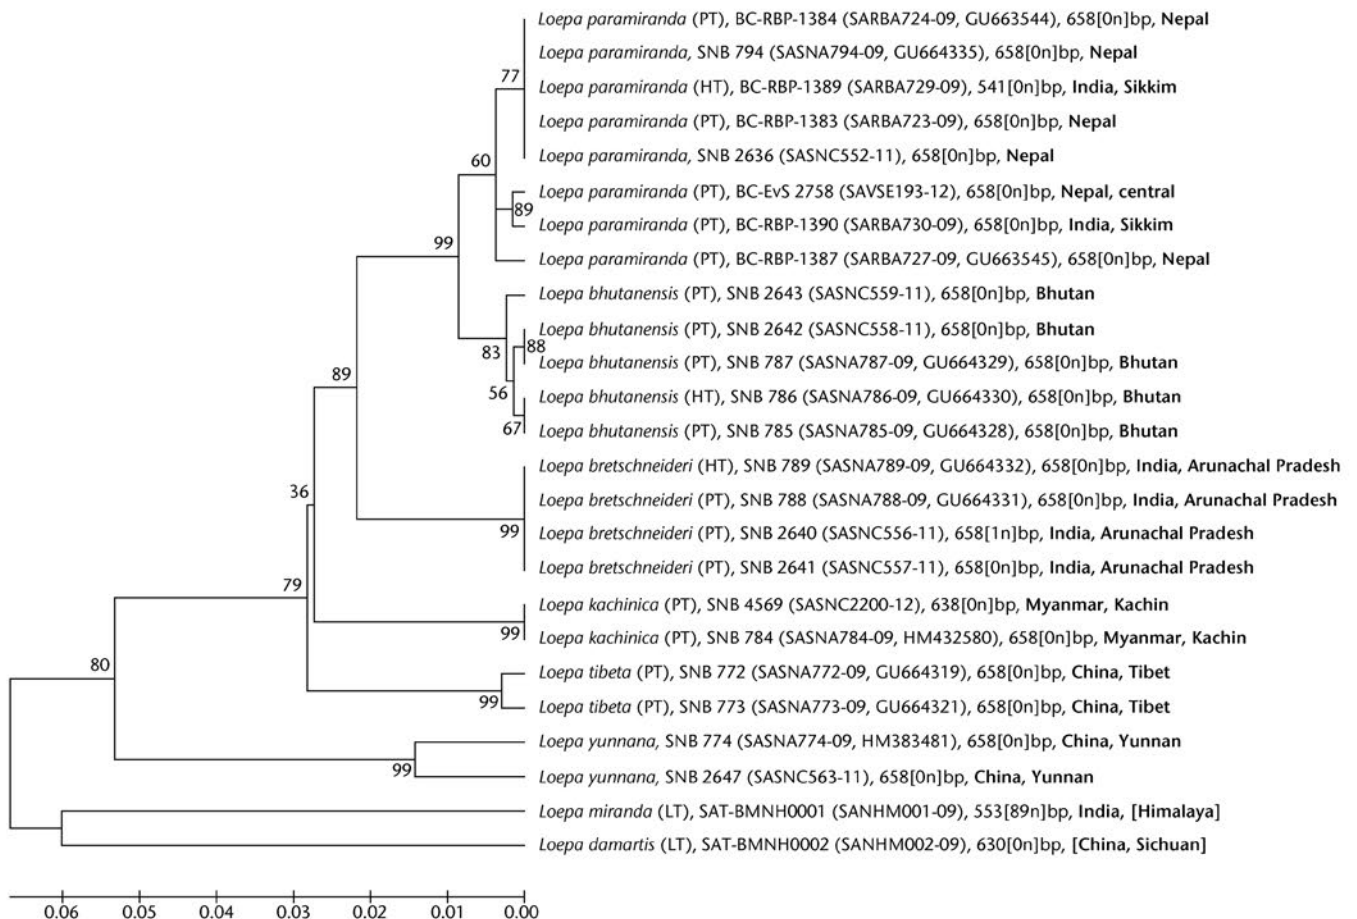 Loepa paramiranda (PT), BC-RBP-1384 (SARBA724-09, GU663544), 658[0n]bp, Nepal
Loepa paramiranda, SNB 794 (SASNA794-09, GU664335), 658[0n]bp, Nepal
77
Loepa paramiranda (HT), BC-RBP-1389 (SARBA729-09), 541[0n]bp, India, Sikkim
Loepa paramiranda (PT), BC-RBP-1383 (SARBA723-09), 658[0n]bp, Nepal
Loepa paramiranda, SNB 2636 (SASNC552-11), 658[0n]bp, Nepal
60
Loepa paramiranda (PT), BC-EvS 2758 (SAVSE193-12), 658[0n]bp, Nepal, central
89
Loepa paramiranda (PT), BC-RBP-1390 (SARBA730-09), 658[0n]bp, India, Sikkim
99
Loepa paramiranda (PT), BC-RBP-1387 (SARBA727-09, GU663545), 658[0n]bp, Nepal
Loepa bhutanensis (PT), SNB 2643 (SASNC559-11), 658[0n]bp, Bhutan
Loepa bhutanensis (PT), SNB 2642 (SASNC558-11), 658[0n]bp, Bhutan
83
88
Loepa bhutanensis (PT), SNB 787 (SASNA787-09, GU664329), 658[0n]bp, Bhutan
89
56
Loepa bhutanensis (HT), SNB 786 (SASNA786-09, GU664330), 658[0n]bp, Bhutan
67
Loepa bhutanensis (PT), SNB 785 (SASNA785-09, GU664328), 658[0n]bp, Bhutan
Loepa bretschneideri (HT), SNB 789 (SASNA789-09, GU664332), 658[0n]bp, India, Arunachal Pradesh
36
Loepa bretschneideri (PT), SNB 788 (SASNA788-09, GU664331), 658[0n]bp, India, Arunachal Pradesh
99
Loepa bretschneideri (PT), SNB 2640 (SASNC556-11), 658[1n]bp, India, Arunachal Pradesh
Loepa bretschneideri (PT), SNB 2641 (SASNC557-11), 658[0n]bp, India, Arunachal Pradesh
79
Loepa kachinica (PT), SNB 4569 (SASNC2200-12), 638[0n]bp, Myanmar, Kachin
99
Loepa kachinica (PT), SNB 784 (SASNA784-09, HM432580), 658[0n]bp, Myanmar, Kachin
80
Loepa tibeta (PT), SNB 772 (SASNA772-09, GU664319), 658[0n]bp, China, Tibet
99
Loepa tibeta (PT), SNB 773 (SASNA773-09, GU664321), 658[0n]bp, China, Tibet
Loepa yunnana, SNB 774 (SASNA774-09, HM383481), 658[0n]bp, China, Yunnan
99
Loepa yunnana, SNB 2647 (SASNC563-11), 658[0n]bp, China, Yunnan
Loepa miranda (LT), SAT-BMNH0001 (SANHM001-09), 553[89n]bp, India, [Himalaya]
Loepa damartis (LT), SAT-BMNH0002 (SANHM002-09), 630[0n]bp, [China, Sichuan]
0.06 0.05 0.04 0.03 0.02 0.01 0.00